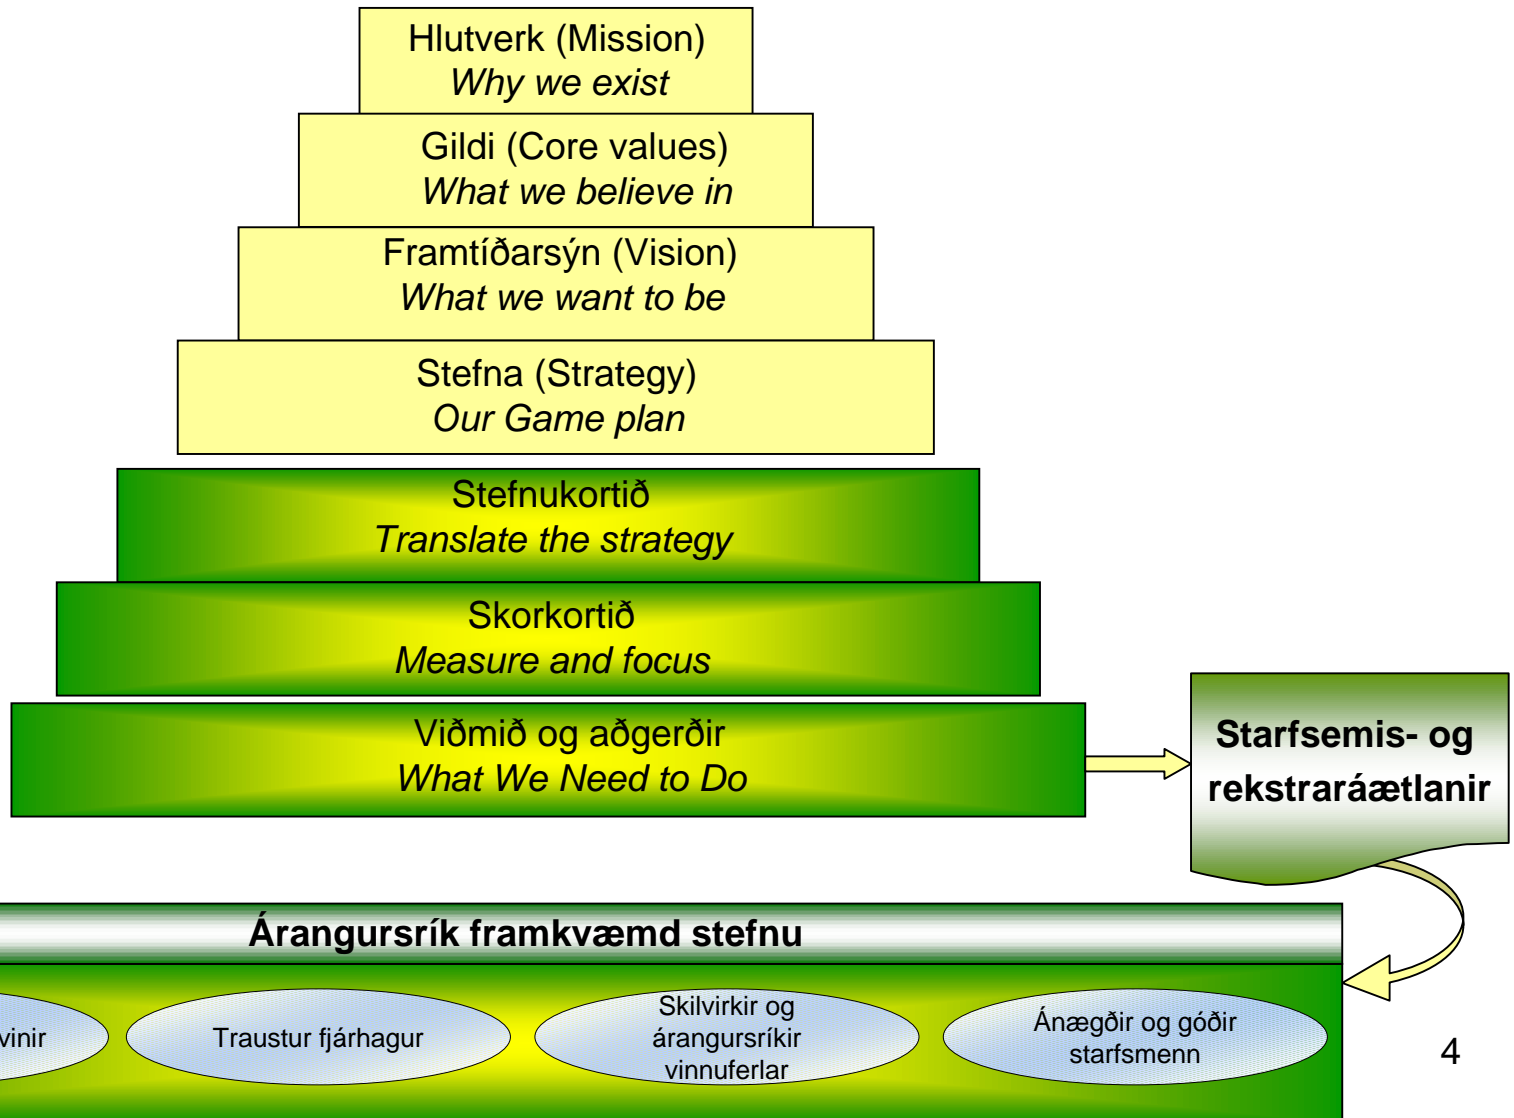 Hlutverk (Mission)
Why we exist
Gildi (Core values)
What we believe in
Framtíðarsýn (Vision)
What we want to be
Stefna (Strategy)
Our Game plan
Stefnukortið
Translate the strategy
Skorkortið
Measure and focus
Viðmið og aðgerðir
What We Need to Do
Starfsemis- og
rekstraráætlanir
Árangursrík framkvæmd stefnu
vinir
Traustur fjárhagur
Skilvirkir og
árangursríkir
vinnuferlar
Ánægðir og góðir
starfsmenn
4